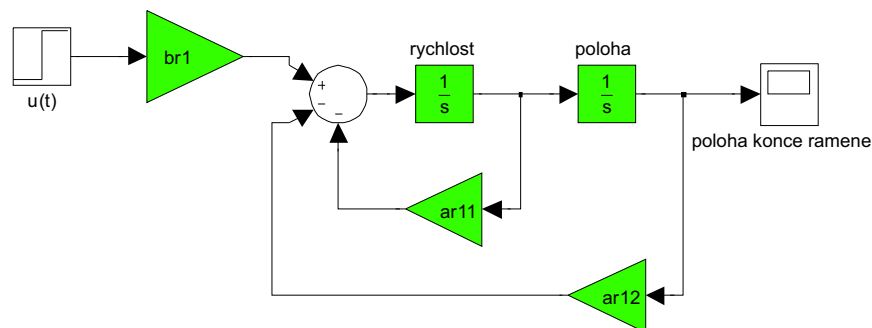 rychlost
poloha
br1
+
−
−
1
s
1
s
u(t)
poloha konce ramene
ar11
ar12